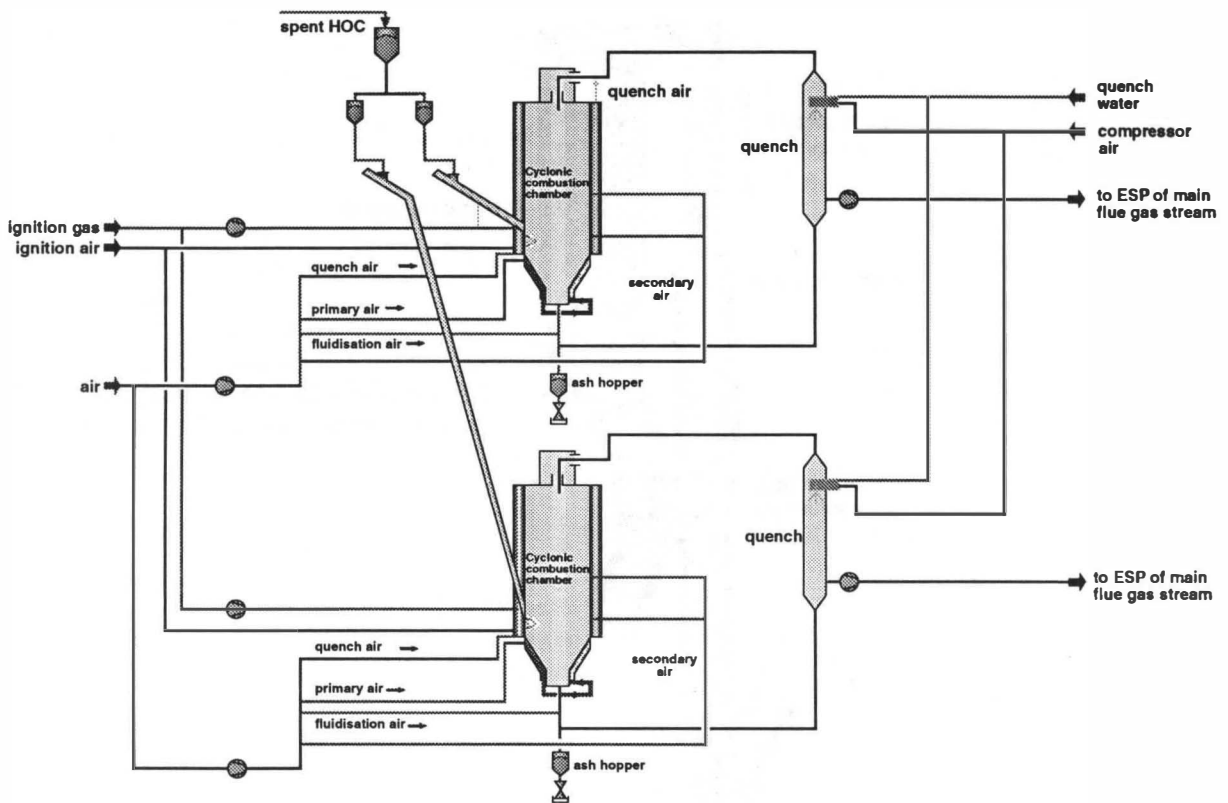 spent HOC
quench air
quench
water
compressor
air
quench
Cyclonic
combustion
chamber
to ESP of main
flue gas stream
ignition gas
ignition air
quench air
primary air
secondary
air
fluidisation air
air
ash hopper
Cyclonic
combustion
chamber
quench
to ESP of main
flue gas stream
quench air
secondary
air
primary air
fluidisation air
ash hopper